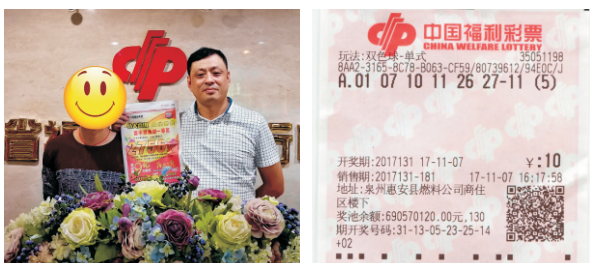 中国福利彩票
CHINA WELFARE LOTTERY
玩法:双色球-单式 35051198
8AA2-3165-8C78-B063-CF59/80739612/94E0C/J
A.01 07 10 11 26 27-11 (5)
开奖期:2017131 17-11-07 ¥:10
销售期:2017131-181 17-11-07 16:17:58
地址:泉州惠安县燃料公司商住
区楼下
奖池余额:690570120.00元,130
期开奖号码:31-13-05-23-25-14
+02